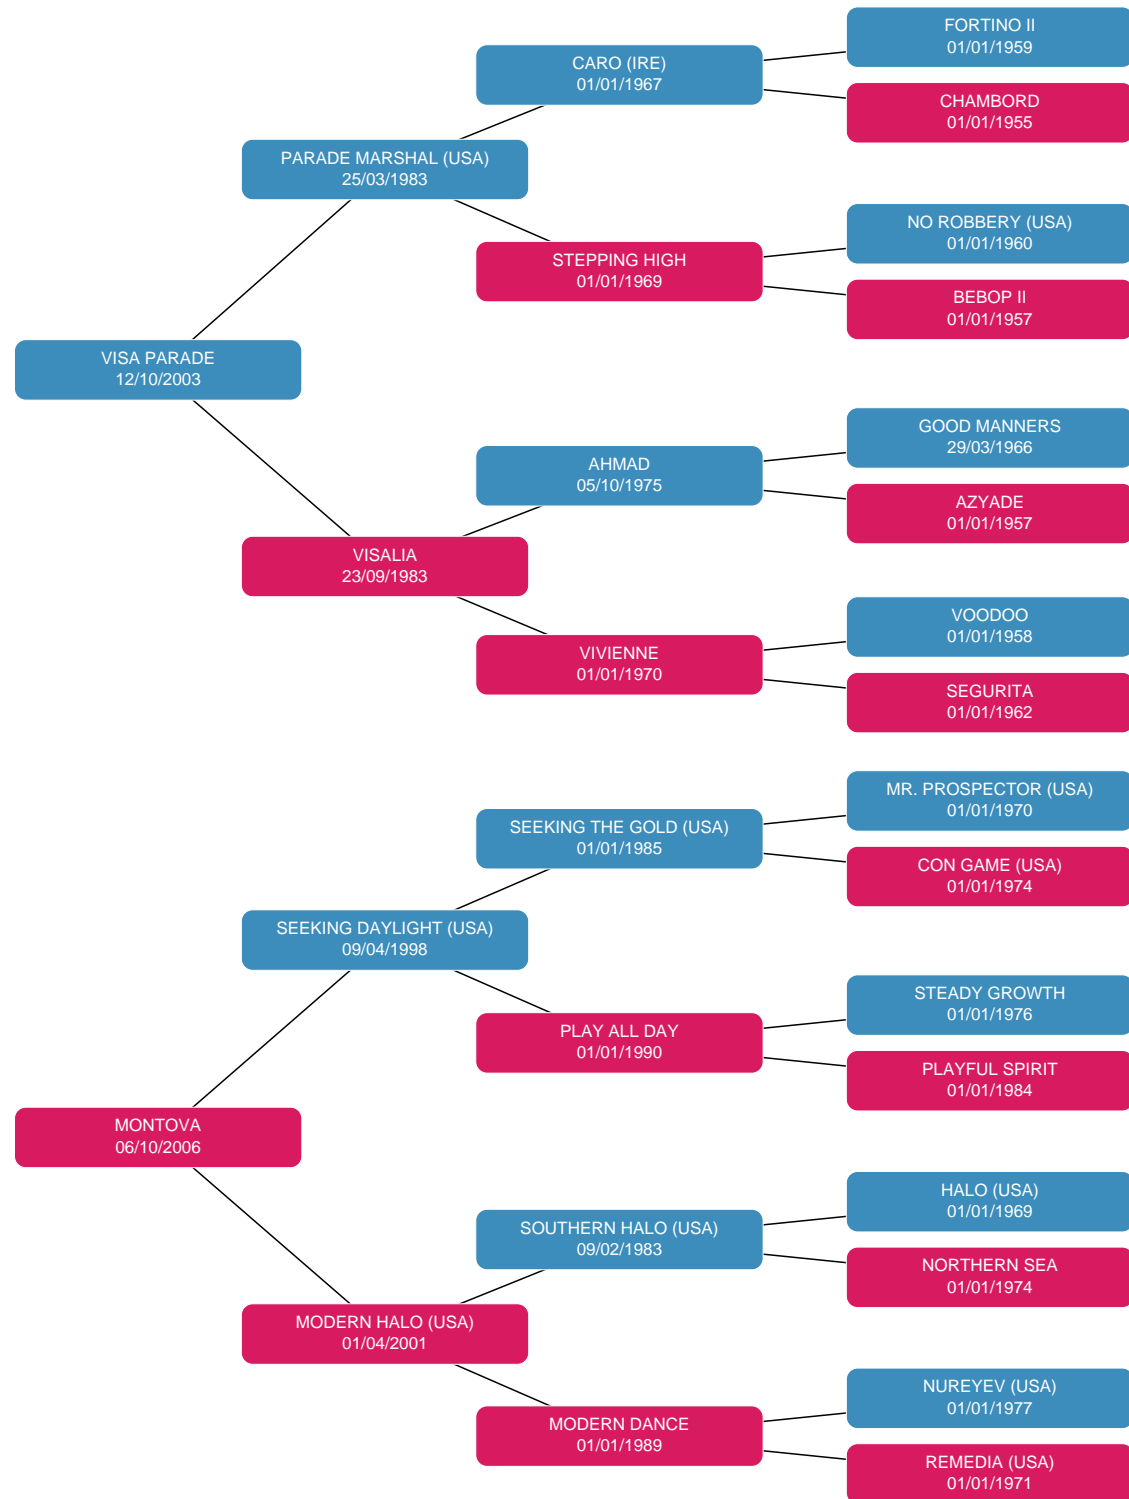 FORTINO II
01/01/1959
CARO (IRE)
01/01/1967
CHAMBORD
01/01/1955
PARADE MARSHAL (USA)
25/03/1983
NO ROBBERY (USA)
01/01/1960
STEPPING HIGH
01/01/1969
BEBOP II
01/01/1957
VISA PARADE
12/10/2003
GOOD MANNERS
29/03/1966
AHMAD
05/10/1975
AZYADE
01/01/1957
VISALIA
23/09/1983
VOODOO
01/01/1958
VIVIENNE
01/01/1970
SEGURITA
01/01/1962
MR. PROSPECTOR (USA)
01/01/1970
SEEKING THE GOLD (USA)
01/01/1985
CON GAME (USA)
01/01/1974
SEEKING DAYLIGHT (USA)
09/04/1998
STEADY GROWTH
01/01/1976
PLAY ALL DAY
01/01/1990
PLAYFUL SPIRIT
01/01/1984
MONTOVA
06/10/2006
HALO (USA)
01/01/1969
SOUTHERN HALO (USA)
09/02/1983
NORTHERN SEA
01/01/1974
MODERN HALO (USA)
01/04/2001
NUREYEV (USA)
01/01/1977
MODERN DANCE
01/01/1989
REMEDIA (USA)
01/01/1971